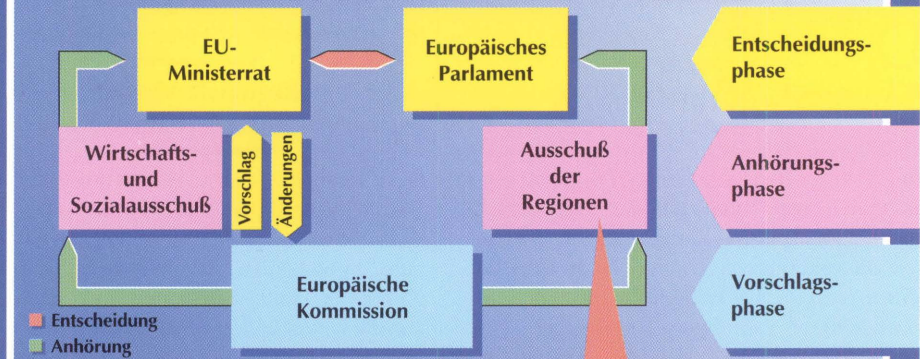 EU-
Ministerrat
Europäisches
Parlament
Entscheidungs-
phase
Wirtschafts-
und
Sozialausschuß
Vorschlag
Änderungen
Ausschuß
der
Regionen
Anhörungs-
phase
Europäische
Kommission
Vorschlags-
phase
Entscheidung
Anhörung